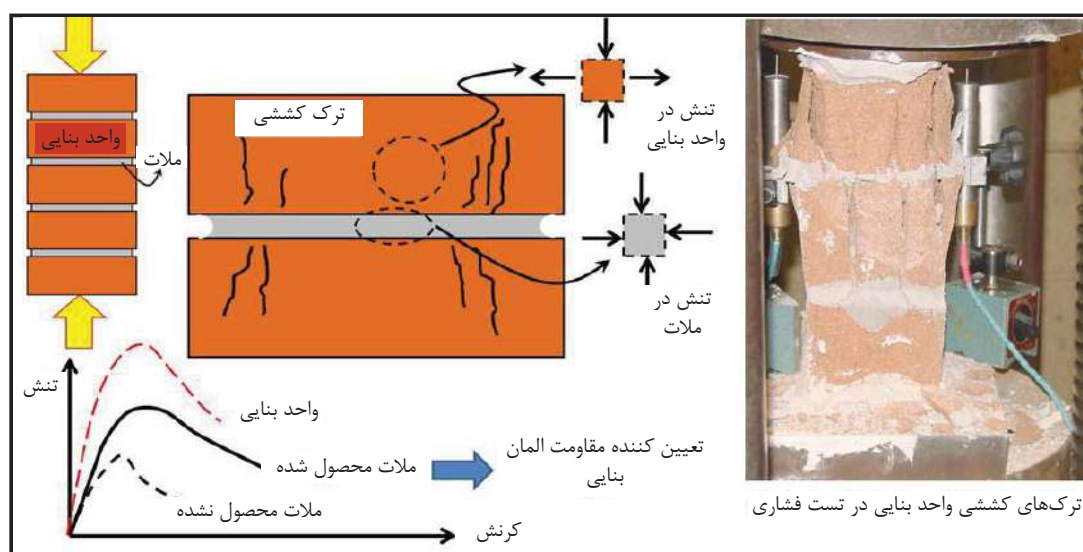 واحد بنایی
ملات
ترک کششی
تنش در
واحد بنایی
تنش در
ملات
تنش
واحد بنایی
ملات محصول شده
ملات محصول نشده
کرنش
تعیین کننده مقاومت المان
بنایی
ترک‌های کششی واحد بنایی در تست فشاری